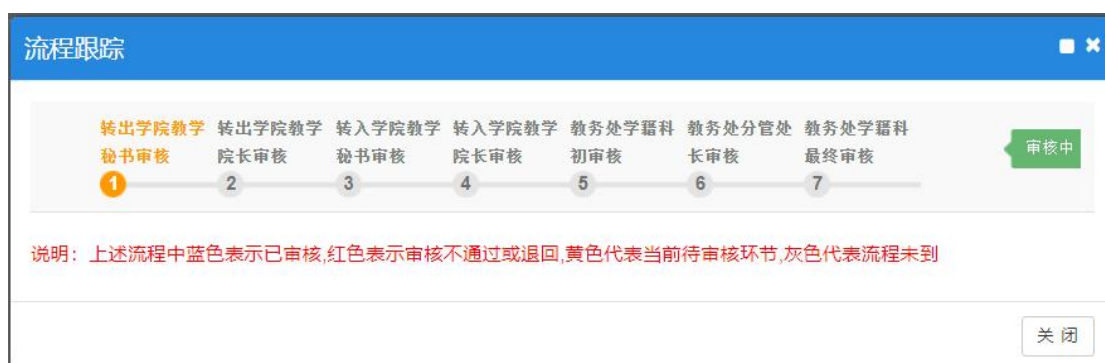 流程跟踪
转出学院教学 转出学院教学 转入学院教学 转入学院教学 教务处学籍科 教务处分管处 教务处学籍科
秘书审核 院长审核 秘书审核 院长审核 初审核 长审核 最终审核
审核中
1 2 3 4 5 6 7
说明：上述流程中蓝色表示已审核,红色表示审核不通过或退回,黄色代表当前待审核环节,灰色代表流程未到
关 闭